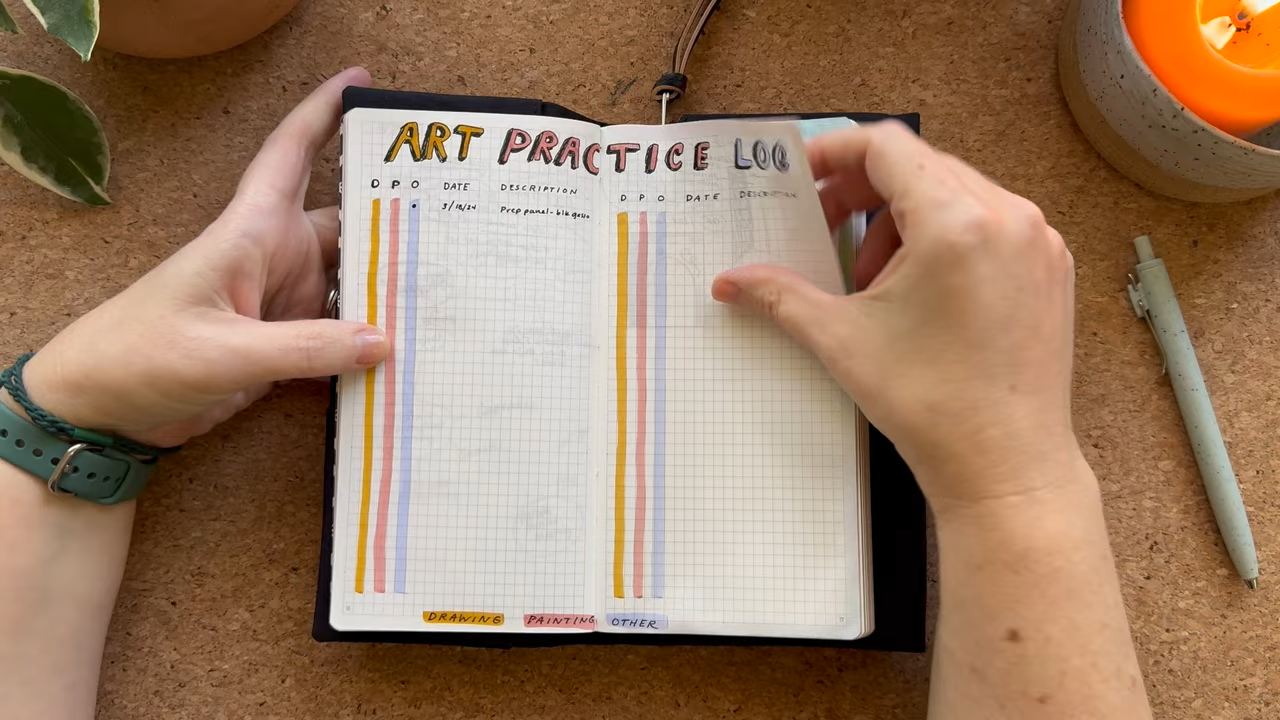 ART PRACTICE LOG
D P O DATE DESCRIPTION
3/18/24 Prep panel-blk gesso
D P O DATE DESCRIPTION
DRAWING PAINTING OTHER